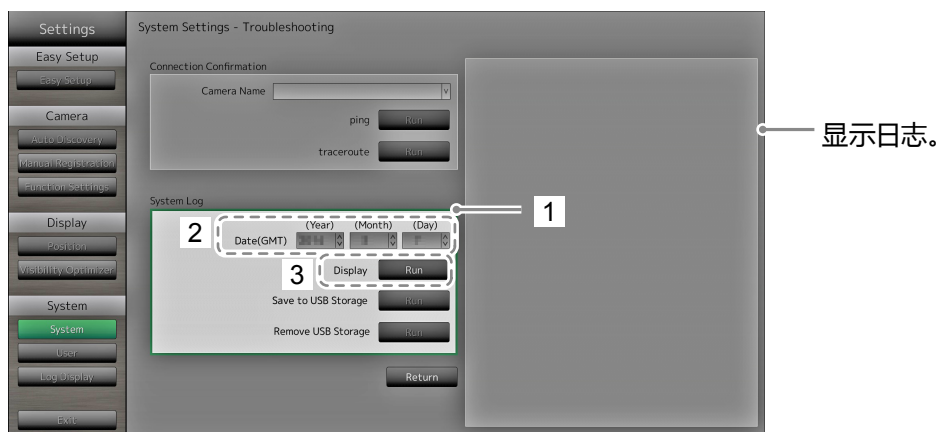 Settings
Easy Setup
Easy Setup
Camera
Auto Discovery
Manual Registration
Function Settings
Display
Position
Visibility Optimizer
System
System
User
Log Display
Exit
System Settings - Troubleshooting
Connection Confirmation
Camera Name
ping Run
traceroute Run
System Log
1
2
(Year) (Month) (Day)
Date(GMT)
3
Display Run
Save to USB Storage Run
Remove USB Storage Run
Return
显示日志。